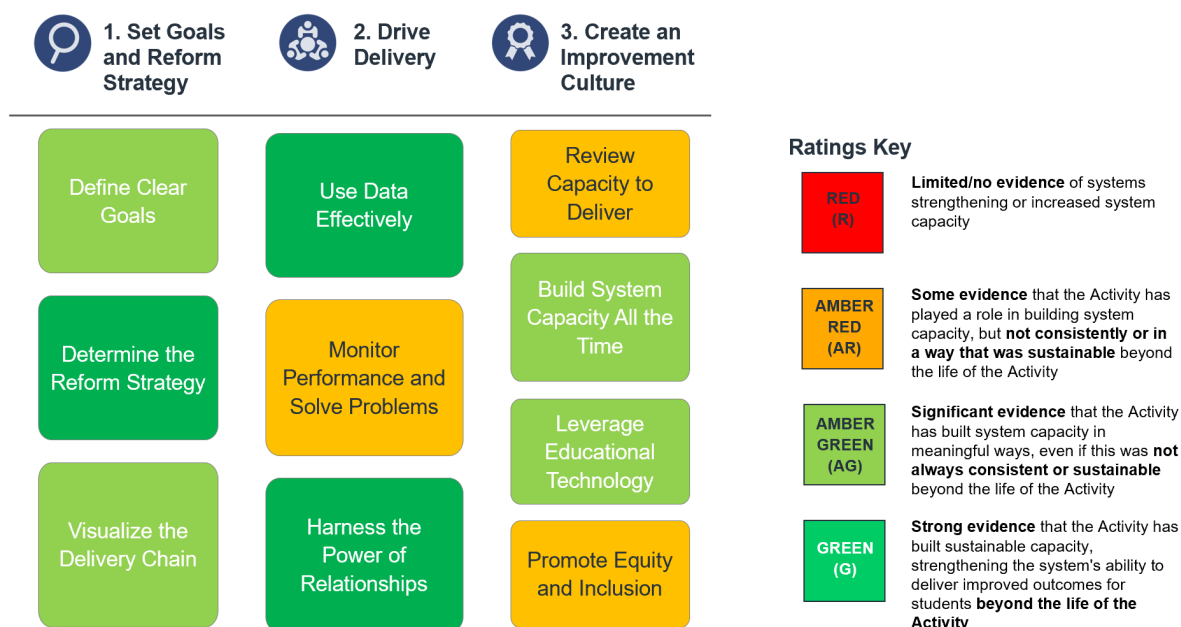 1. Set Goals
and Reform
Strategy
2. Drive
Delivery
3. Create an
Improvement
Culture
Define Clear
Goals
Determine the
Reform Strategy
Visualize the
Delivery Chain
Use Data
Effectively
Monitor
Performance and
Solve Problems
Harness the
Power of
Relationships
Review
Capacity to
Deliver
Build System
Capacity All the
Time
Leverage
Educational
Technology
Promote Equity
and Inclusion
Ratings Key
RED
(R)
Limited/no evidence of systems
strengthening or increased system
capacity
AMBER
RED
(AR)
Some evidence that the Activity has
played a role in building system
capacity, but not consistently or in
a way that was sustainable beyond
the life of the Activity
AMBER
GREEN
(AG)
Significant evidence that the Activity
has built system capacity in
meaningful ways, even if this was not
always consistent or sustainable
beyond the life of the Activity
GREEN
(G)
Strong evidence that the Activity has
built sustainable capacity,
strengthening the system's ability to
deliver improved outcomes for
students beyond the life of the
Activity